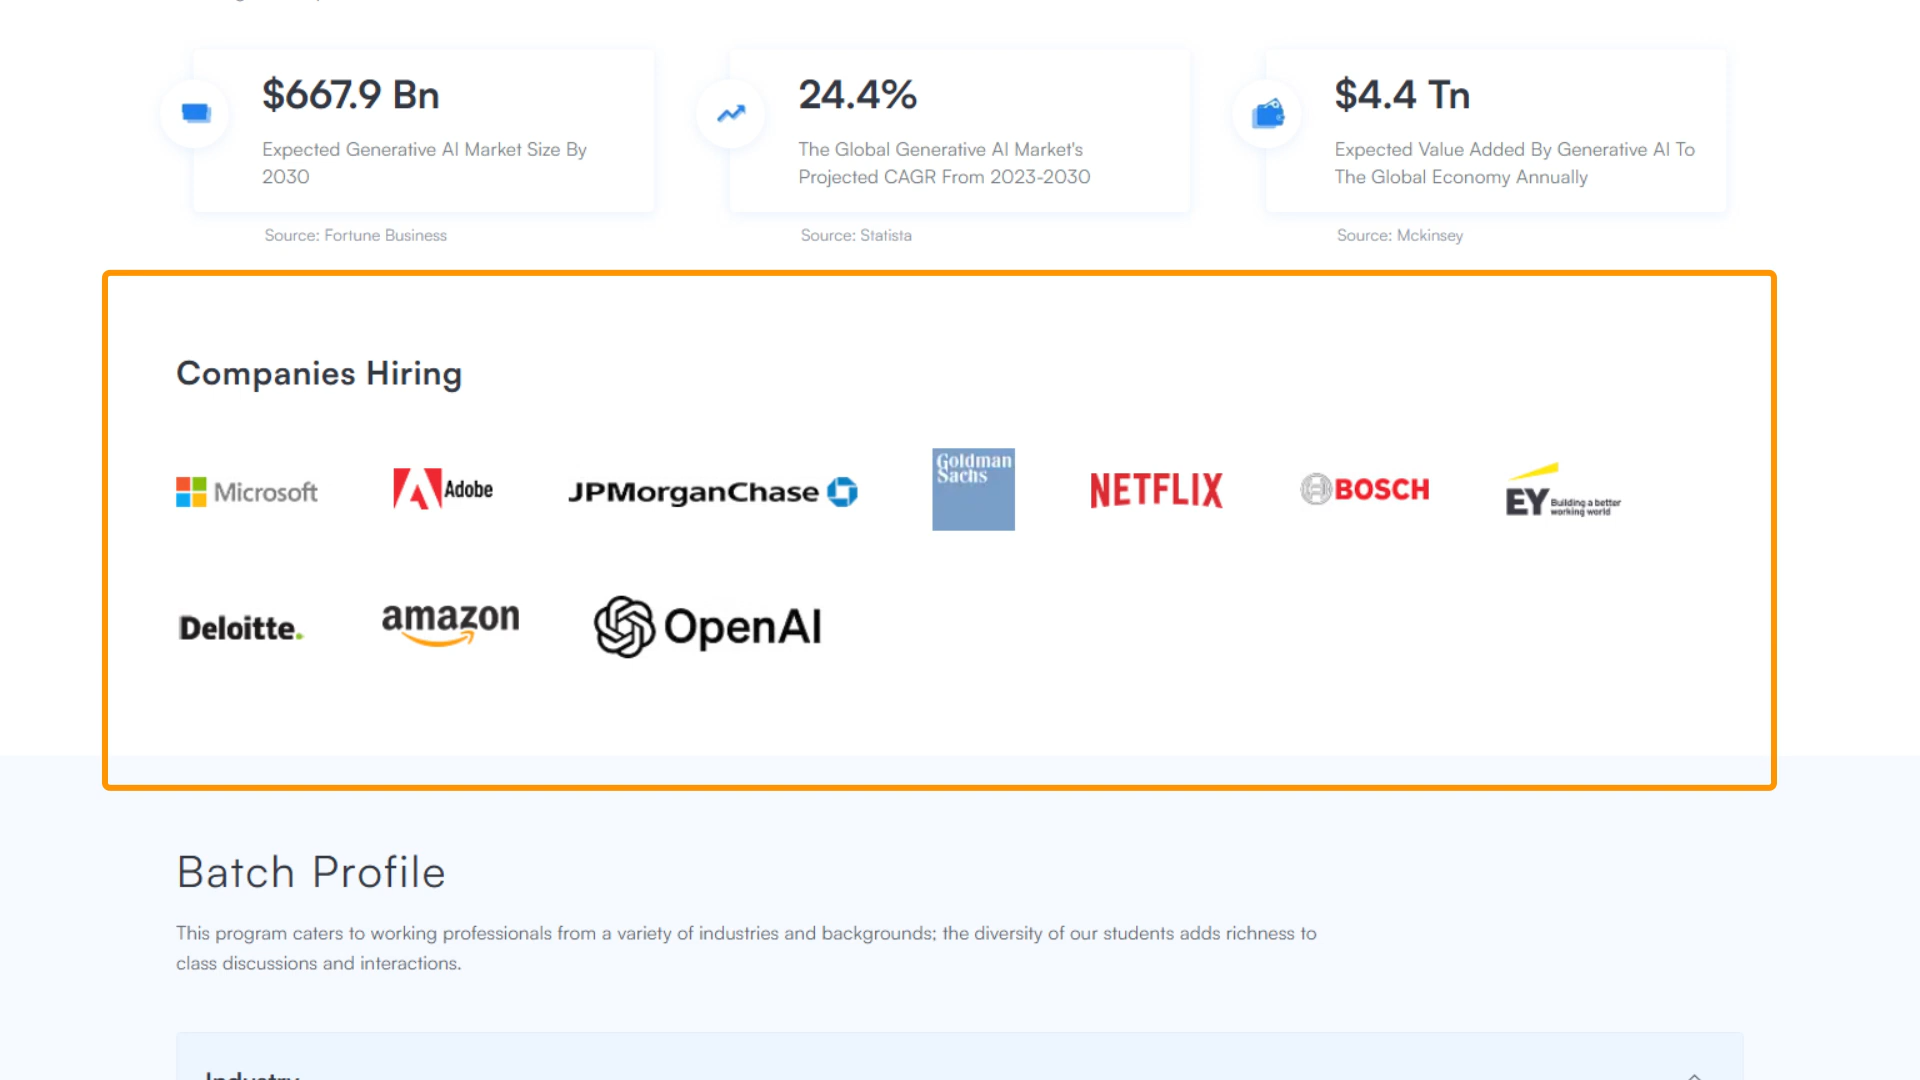 $667.9 Bn
Expected Generative AI Market Size By
2030
Source: Fortune Business
24.4%
The Global Generative AI Market's
Projected CAGR From 2023-2030
Source: Statista
$4.4 Tn
Expected Value Added By Generative AI To
The Global Economy Annually
Source: Mckinsey
Companies Hiring
Microsoft
Adobe
JPMorganChase
Goldman
Sachs
NETFLIX
BOSCH
EY Building a better
working world
Deloitte.
amazon
OpenAI
Batch Profile
This program caters to working professionals from a variety of industries and backgrounds; the diversity of our students adds richness to
class discussions and interactions.
Industry